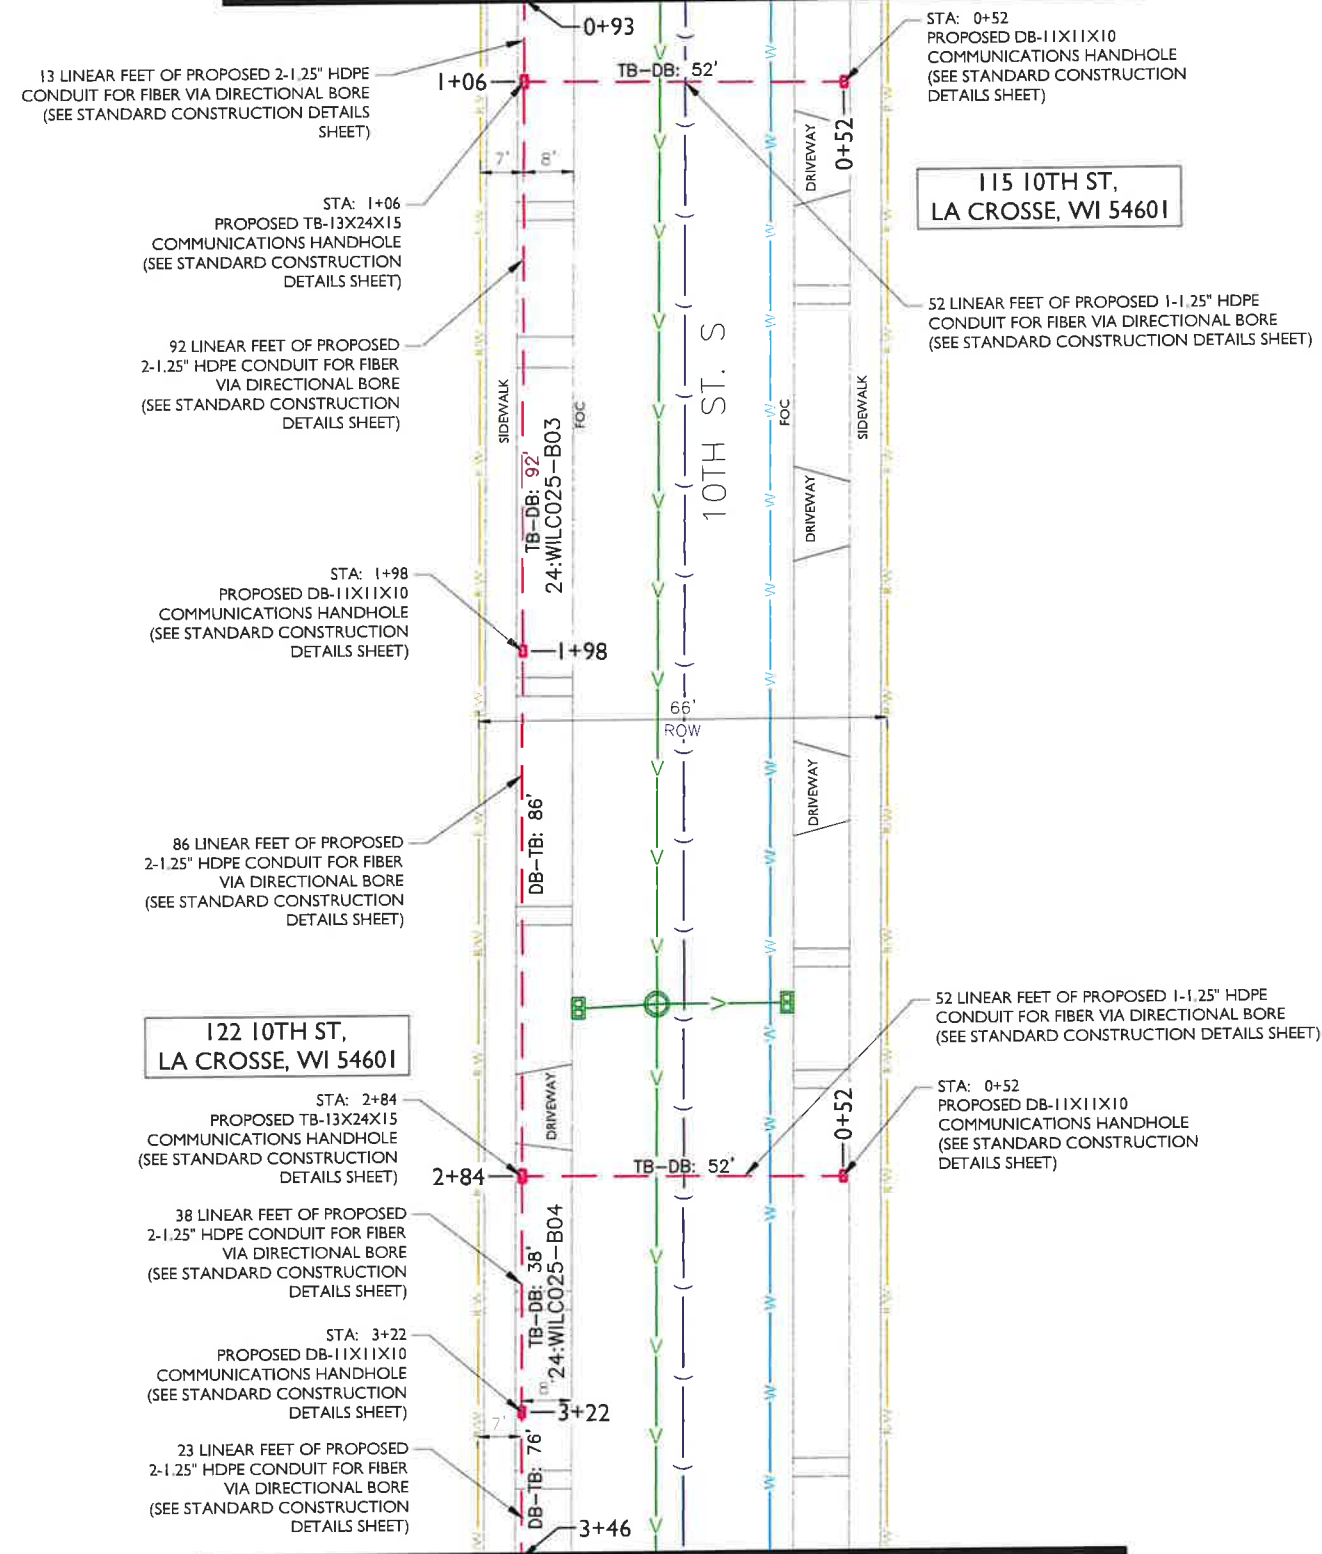 0+93
STA: 0+52
PROPOSED DB-11X11X10
COMMUNICATIONS HANDHOLE
(SEE STANDARD CONSTRUCTION
DETAILS SHEET)
13 LINEAR FEET OF PROPOSED 2-1.25" HDPE
CONDUIT FOR FIBER VIA DIRECTIONAL BORE
(SEE STANDARD CONSTRUCTION DETAILS
SHEET)
1+06
TB-DB: 52'
0+52
DRIVEWAY
7'
8'
115 10TH ST,
LA CROSSE, WI 54601
STA: 1+06
PROPOSED TB-13X24X15
COMMUNICATIONS HANDHOLE
(SEE STANDARD CONSTRUCTION
DETAILS SHEET)
52 LINEAR FEET OF PROPOSED 1-1.25" HDPE
CONDUIT FOR FIBER VIA DIRECTIONAL BORE
(SEE STANDARD CONSTRUCTION DETAILS SHEET)
92 LINEAR FEET OF PROPOSED
2-1.25" HDPE CONDUIT FOR FIBER
VIA DIRECTIONAL BORE
(SEE STANDARD CONSTRUCTION
DETAILS SHEET)
SIDEWALK
FOC
10TH ST. S
FOC
SIDEWALK
TB-DB: 92'
24:WILC025-B03
DRIVEWAY
STA: 1+98
PROPOSED DB-11X11X10
COMMUNICATIONS HANDHOLE
(SEE STANDARD CONSTRUCTION
DETAILS SHEET)
1+98
66'
ROW
DRIVEWAY
DB-TB: 86'
86 LINEAR FEET OF PROPOSED
2-1.25" HDPE CONDUIT FOR FIBER
VIA DIRECTIONAL BORE
(SEE STANDARD CONSTRUCTION
DETAILS SHEET)
52 LINEAR FEET OF PROPOSED 1-1.25" HDPE
CONDUIT FOR FIBER VIA DIRECTIONAL BORE
(SEE STANDARD CONSTRUCTION DETAILS SHEET)
122 10TH ST,
LA CROSSE, WI 54601
DRIVEWAY
0+52
STA: 0+52
PROPOSED DB-11X11X10
COMMUNICATIONS HANDHOLE
(SEE STANDARD CONSTRUCTION
DETAILS SHEET)
STA: 2+84
PROPOSED TB-13X24X15
COMMUNICATIONS HANDHOLE
(SEE STANDARD CONSTRUCTION
DETAILS SHEET)
2+84
TB-DB: 52'
38 LINEAR FEET OF PROPOSED
2-1.25" HDPE CONDUIT FOR FIBER
VIA DIRECTIONAL BORE
(SEE STANDARD CONSTRUCTION
DETAILS SHEET)
TB-DB: 38'
24:WILC025-B04
STA: 3+22
PROPOSED DB-11X11X10
COMMUNICATIONS HANDHOLE
(SEE STANDARD CONSTRUCTION
DETAILS SHEET)
8'
3+22
7'
23 LINEAR FEET OF PROPOSED
2-1.25" HDPE CONDUIT FOR FIBER
VIA DIRECTIONAL BORE
(SEE STANDARD CONSTRUCTION
DETAILS SHEET)
DB-TB: 76'
3+46